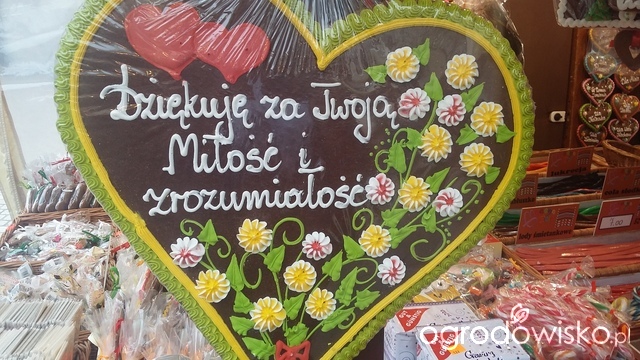 Dziękuję za Twoją
Miłość i
zrozumiałość
7.00
ogrodowisko.pl